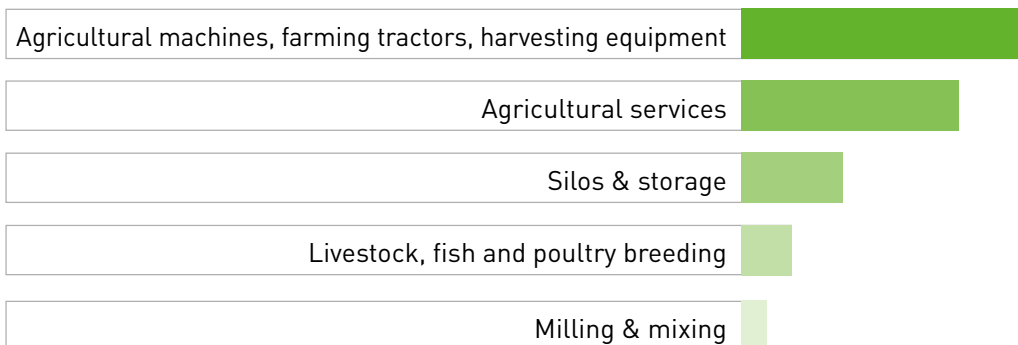 Agricultural machines, farming tractors, harvesting equipment
Agricultural services
Silos & storage
Livestock, fish and poultry breeding
Milling & mixing